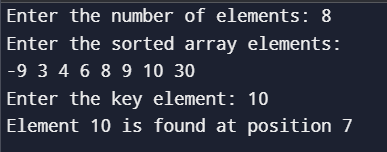 Enter the number of elements: 8
Enter the sorted array elements:
-9 3 4 6 8 9 10 30
Enter the key element: 10
Element 10 is found at position 7